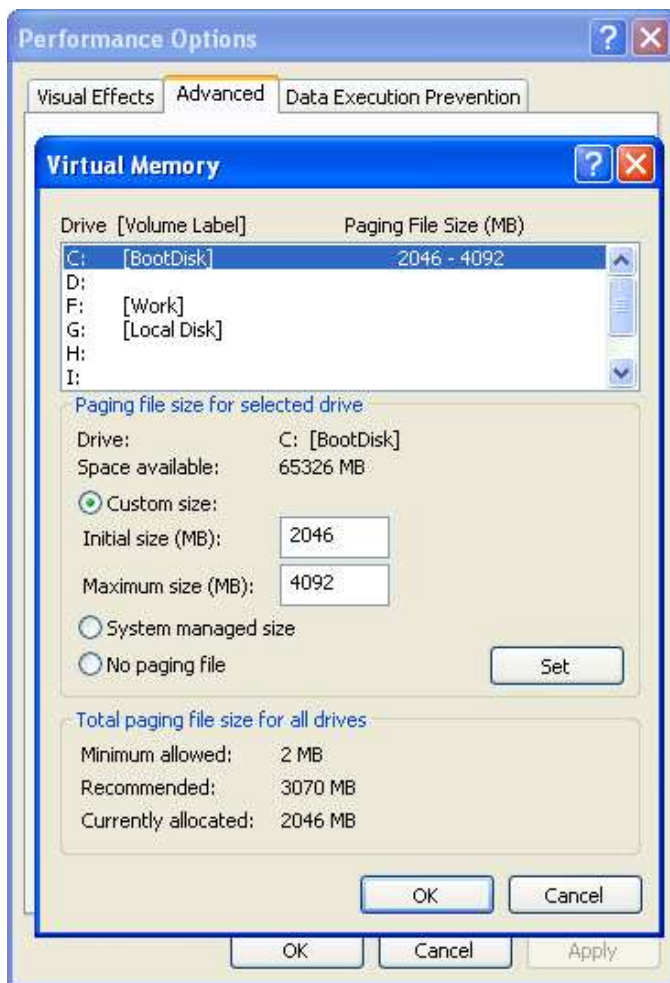 Performance Options
Visual Effects Advanced Data Execution Prevention
Virtual Memory
Drive [Volume Label] Paging File Size (MB)
C: [BootDisk] 2046 - 4092
D:
F: [Work]
G: [Local Disk]
H:
I:
Paging file size for selected drive
Drive: C: [BootDisk]
Space available: 65326 MB
Custom size:
Initial size (MB): 2046
Maximum size (MB): 4092
System managed size
No paging file Set
Total paging file size for all drives
Minimum allowed: 2 MB
Recommended: 3070 MB
Currently allocated: 2046 MB
OK Cancel
OK Cancel Apply